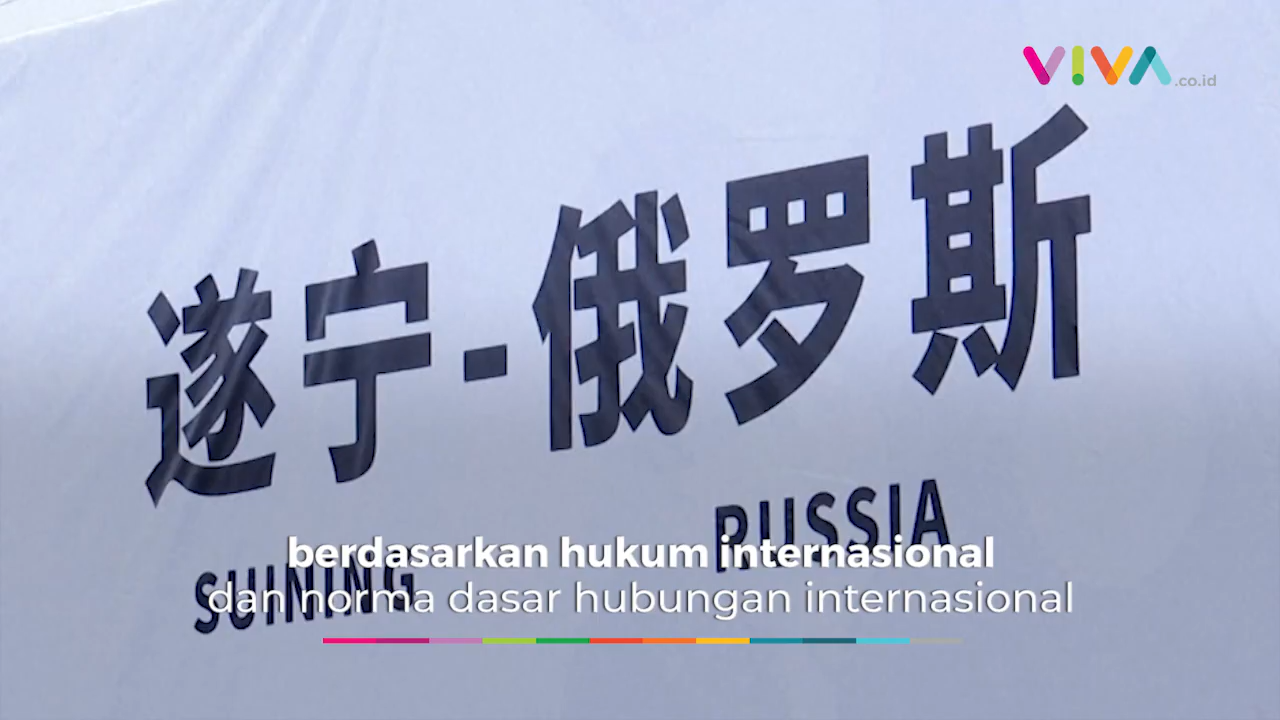 VIVA.co.id
遂宁-俄罗斯
SUINING RUSSIA
berdasarkan hukum internasional
dan norma dasar hubungan internasional